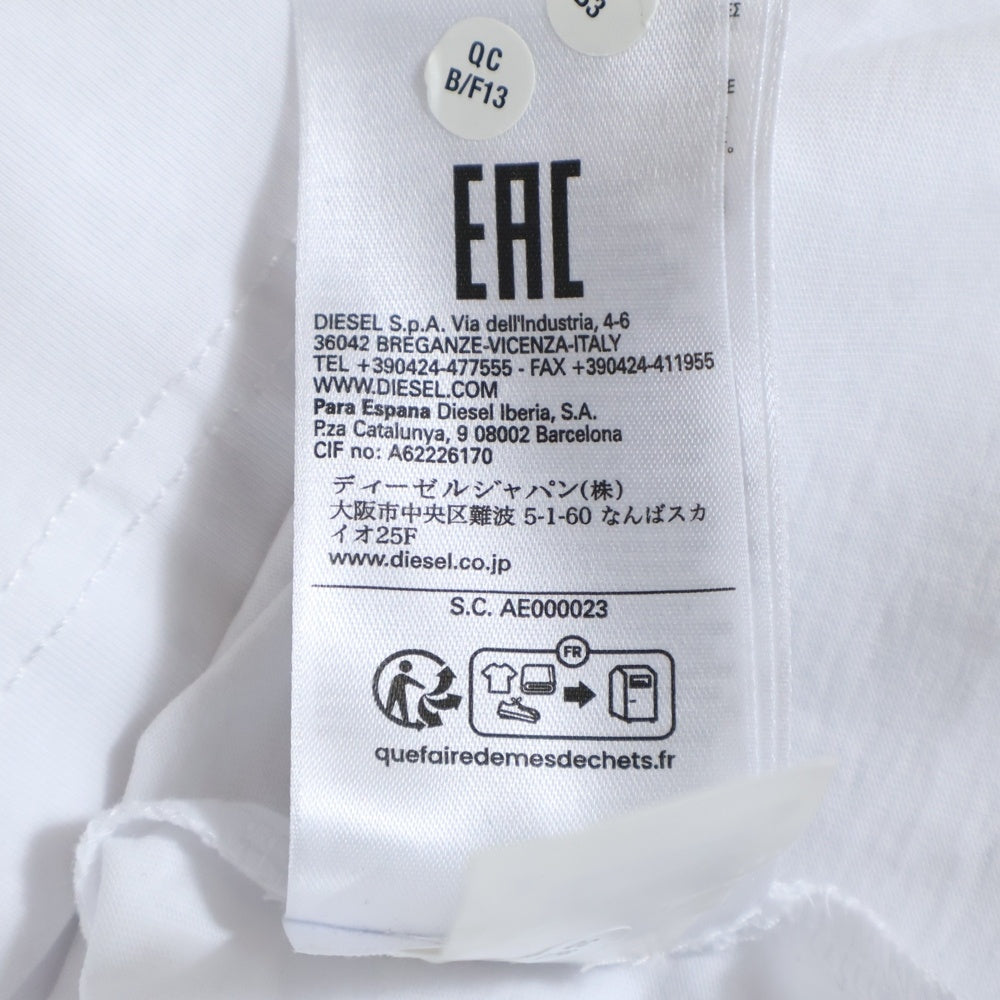 33
QC
B/F13
EAC
DIESEL S.p.A. Via dell'Industria, 4-6
36042 BREGANZE-VICENZA-ITALY
TEL +390424-477555 - FAX +390424-411955
WWW.DIESEL.COM
Para Espana Diesel Iberia, S.A.
P.za Catalunya, 9 08002 Barcelona
CIF no: A62226170
ディーゼルジャパン(株)
大阪市中央区難波 5-1-60 なんばスカ
イオ25F
www.diesel.co.jp
S.C. AE000023
FR
quefairedemesdechets.fr